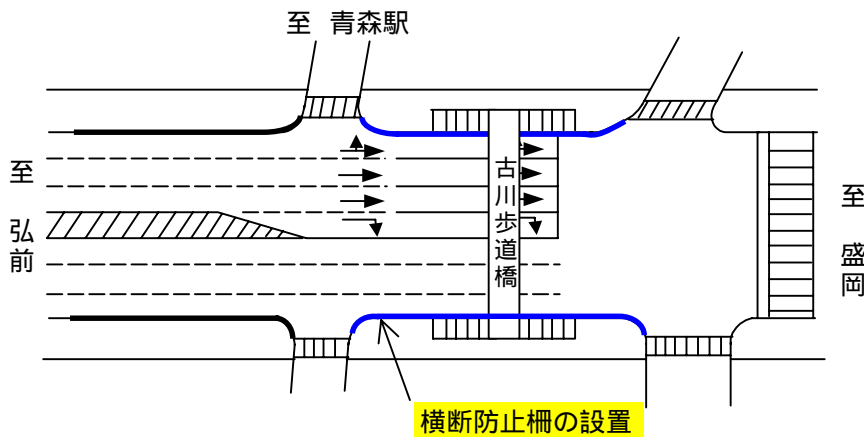 至 青森駅
至 弘前
古川歩道橋
至 盛岡
横断防止柵の設置